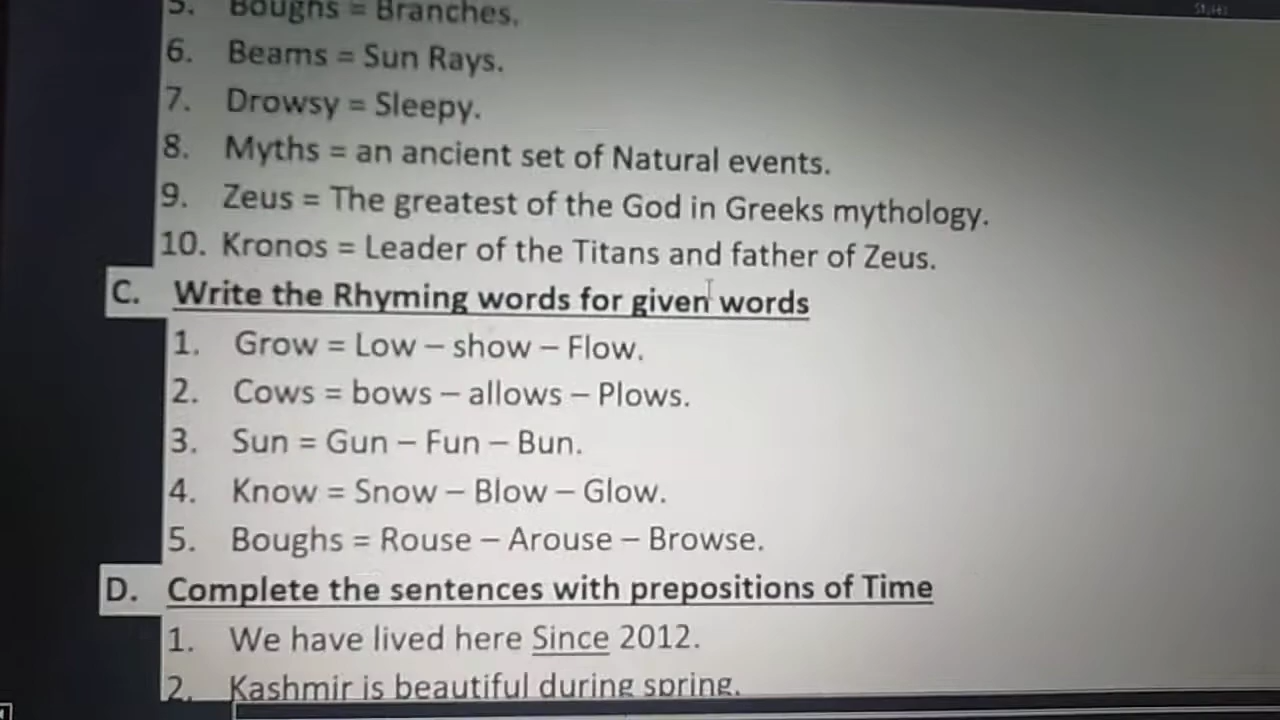 5. Boughs = Branches.
6. Beams = Sun Rays.
7. Drowsy = Sleepy.
8. Myths = an ancient set of Natural events.
9. Zeus = The greatest of the God in Greeks mythology.
10. Kronos = Leader of the Titans and father of Zeus.
C. Write the Rhyming words for given words
1. Grow = Low – show – Flow.
2. Cows = bows – allows – Plows.
3. Sun = Gun – Fun – Bun.
4. Know = Snow – Blow – Glow.
5. Boughs = Rouse – Arouse – Browse.
D. Complete the sentences with prepositions of Time
1. We have lived here Since 2012.
2. Kashmir is beautiful during spring.